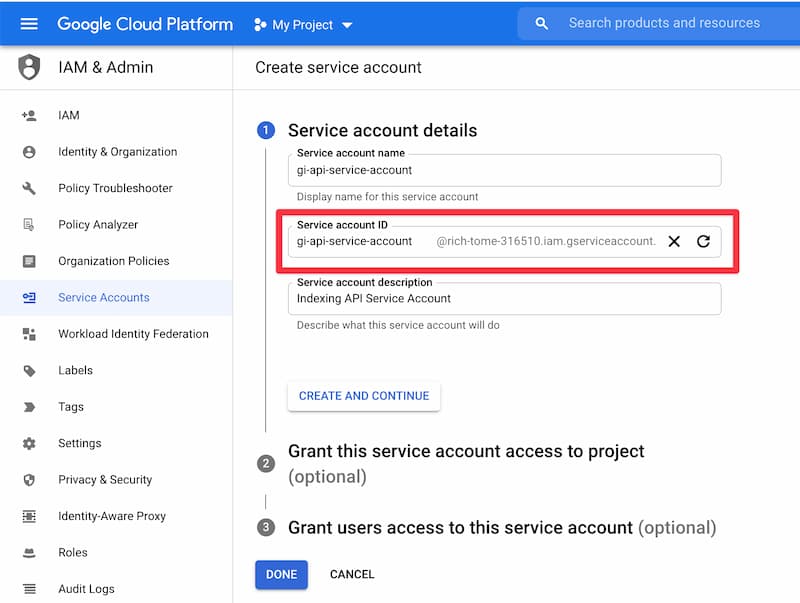 Google Cloud Platform
My Project
Search products and resources
IAM & Admin
IAM
Identity & Organization
Policy Troubleshooter
Policy Analyzer
Organization Policies
Service Accounts
Workload Identity Federation
Labels
Tags
Settings
Privacy & Security
Identity-Aware Proxy
Roles
Audit Logs
Create service account
1 Service account details
Service account name
gi-api-service-account
Display name for this service account
Service account ID
gi-api-service-account @rich-tome-316510.iam.gserviceaccount.
Service account description
Indexing API Service Account
Describe what this service account will do
CREATE AND CONTINUE
2 Grant this service account access to project
(optional)
3 Grant users access to this service account (optional)
DONE CANCEL